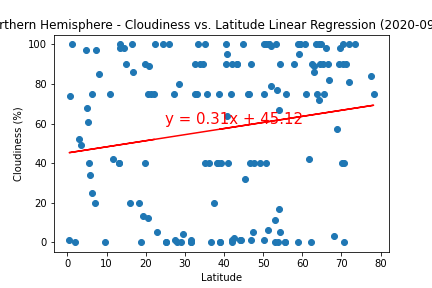 rthern Hemisphere - Cloudiness vs. Latitude Linear Regression (2020-09
100
80
60
40
20
0
Cloudiness (%)
y = 0.31x + 45.12
0 10 20 30 40 50 60 70 80
Latitude